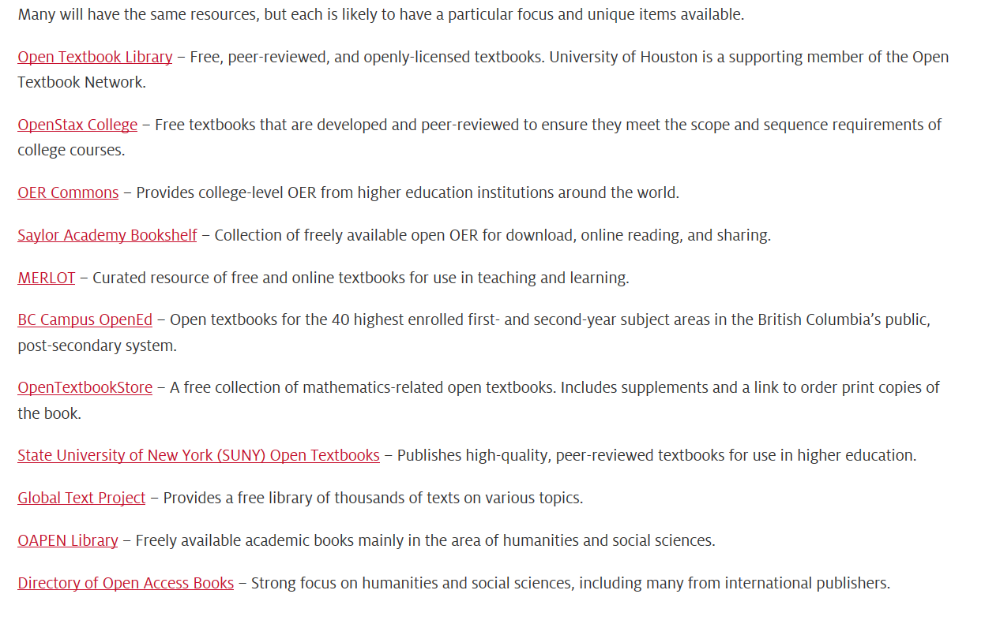 Many will have the same resources, but each is likely to have a particular focus and unique items available.
Open Textbook Library – Free, peer-reviewed, and openly-licensed textbooks. University of Houston is a supporting member of the Open
Textbook Network.
OpenStax College – Free textbooks that are developed and peer-reviewed to ensure they meet the scope and sequence requirements of
college courses.
OER Commons – Provides college-level OER from higher education institutions around the world.
Saylor Academy Bookshelf – Collection of freely available open OER for download, online reading, and sharing.
MERLOT – Curated resource of free and online textbooks for use in teaching and learning.
BC Campus OpenEd – Open textbooks for the 40 highest enrolled first- and second-year subject areas in the British Columbia’s public,
post-secondary system.
OpenTextbookStore – A free collection of mathematics-related open textbooks. Includes supplements and a link to order print copies of
the book.
State University of New York (SUNY) Open Textbooks – Publishes high-quality, peer-reviewed textbooks for use in higher education.
Global Text Project – Provides a free library of thousands of texts on various topics.
OAPEN Library – Freely available academic books mainly in the area of humanities and social sciences.
Directory of Open Access Books – Strong focus on humanities and social sciences, including many from international publishers.